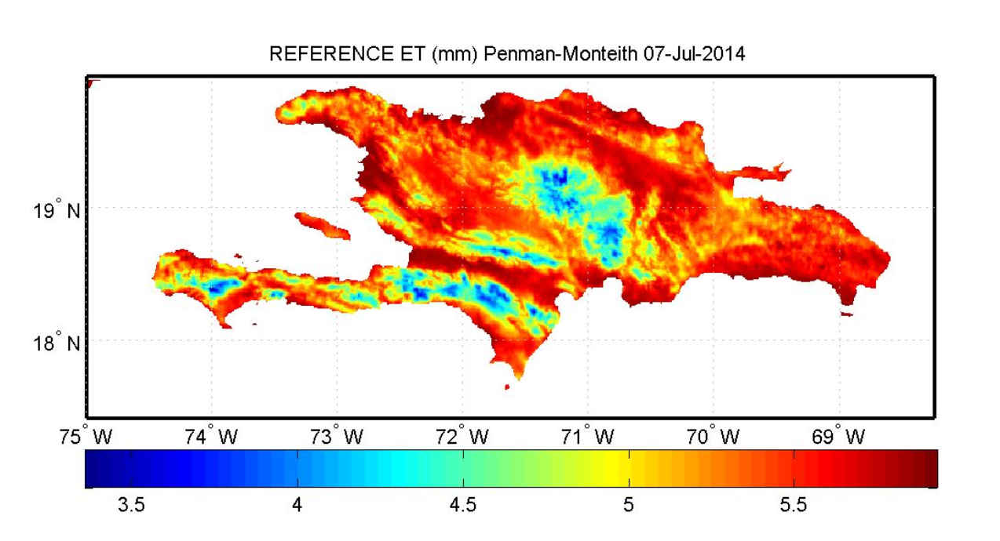 REFERENCE ET (mm) Penman-Monteith 07-Jul-2014
19° N
18° N
75° W 74° W 73° W 72° W 71° W 70° W 69° W
3.5 4 4.5 5 5.5